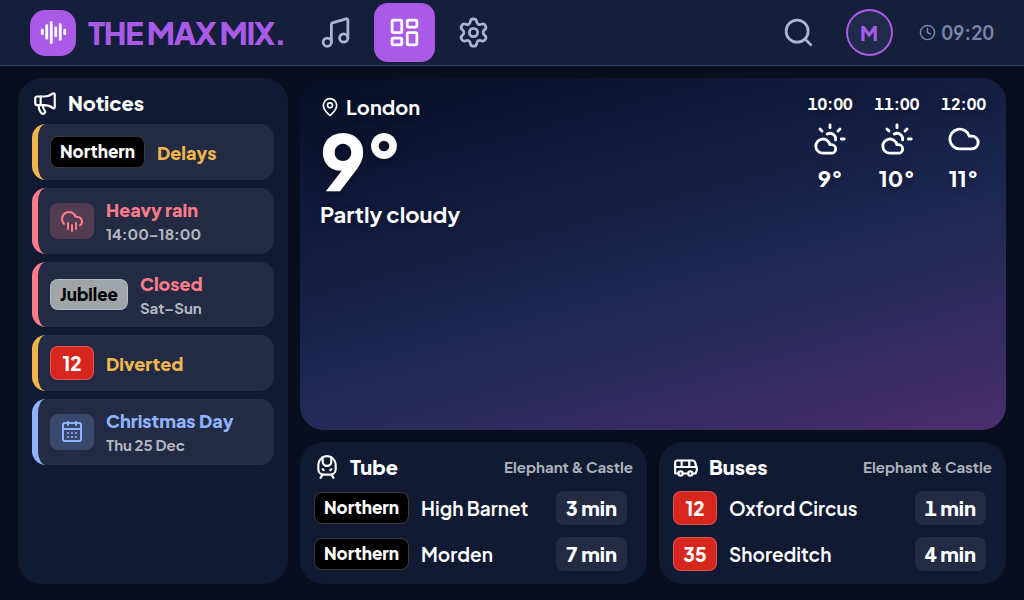 THE MAX MIX.
M
09:20
Notices
Northern Delays
Heavy rain
14:00–18:00
Jubilee Closed
Sat–Sun
12 Diverted
Christmas Day
Thu 25 Dec
London
9°
Partly cloudy
10:00 11:00 12:00
9° 10° 11°
Tube Elephant & Castle
Northern High Barnet 3 min
Northern Morden 7 min
Buses Elephant & Castle
12 Oxford Circus 1 min
35 Shoreditch 4 min